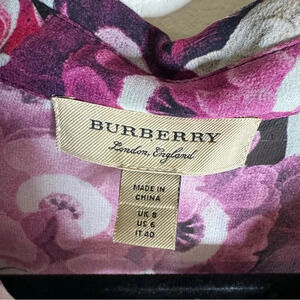 BURBERRY
London, England
MADE IN
CHINA
UK 8
US 6
IT 40